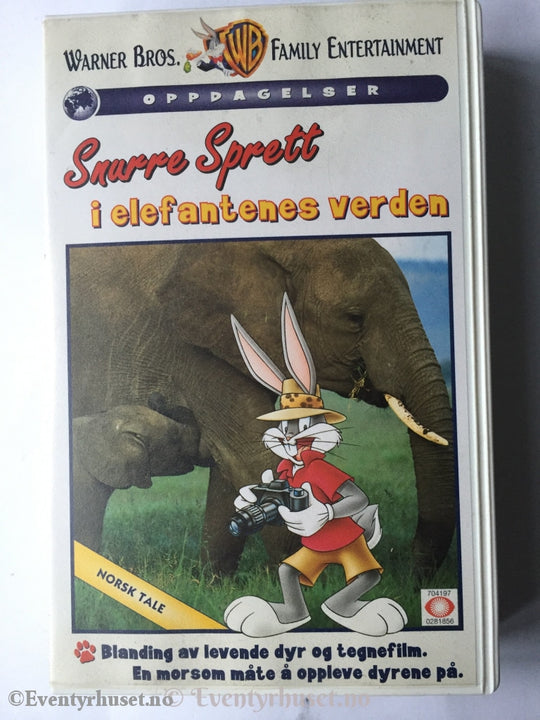 WARNER BROS. WB FAMILY ENTERTAINMENT
OPPDAGELSER
Snurre Sprett
i elefantenes verden
NORSK TALE
704197
0281856
Blanding av levende dyr og tegnefilm.
En morsom måte å oppleve dyrene på.
©Eventyrhuset.no © Eventyrhuset.no